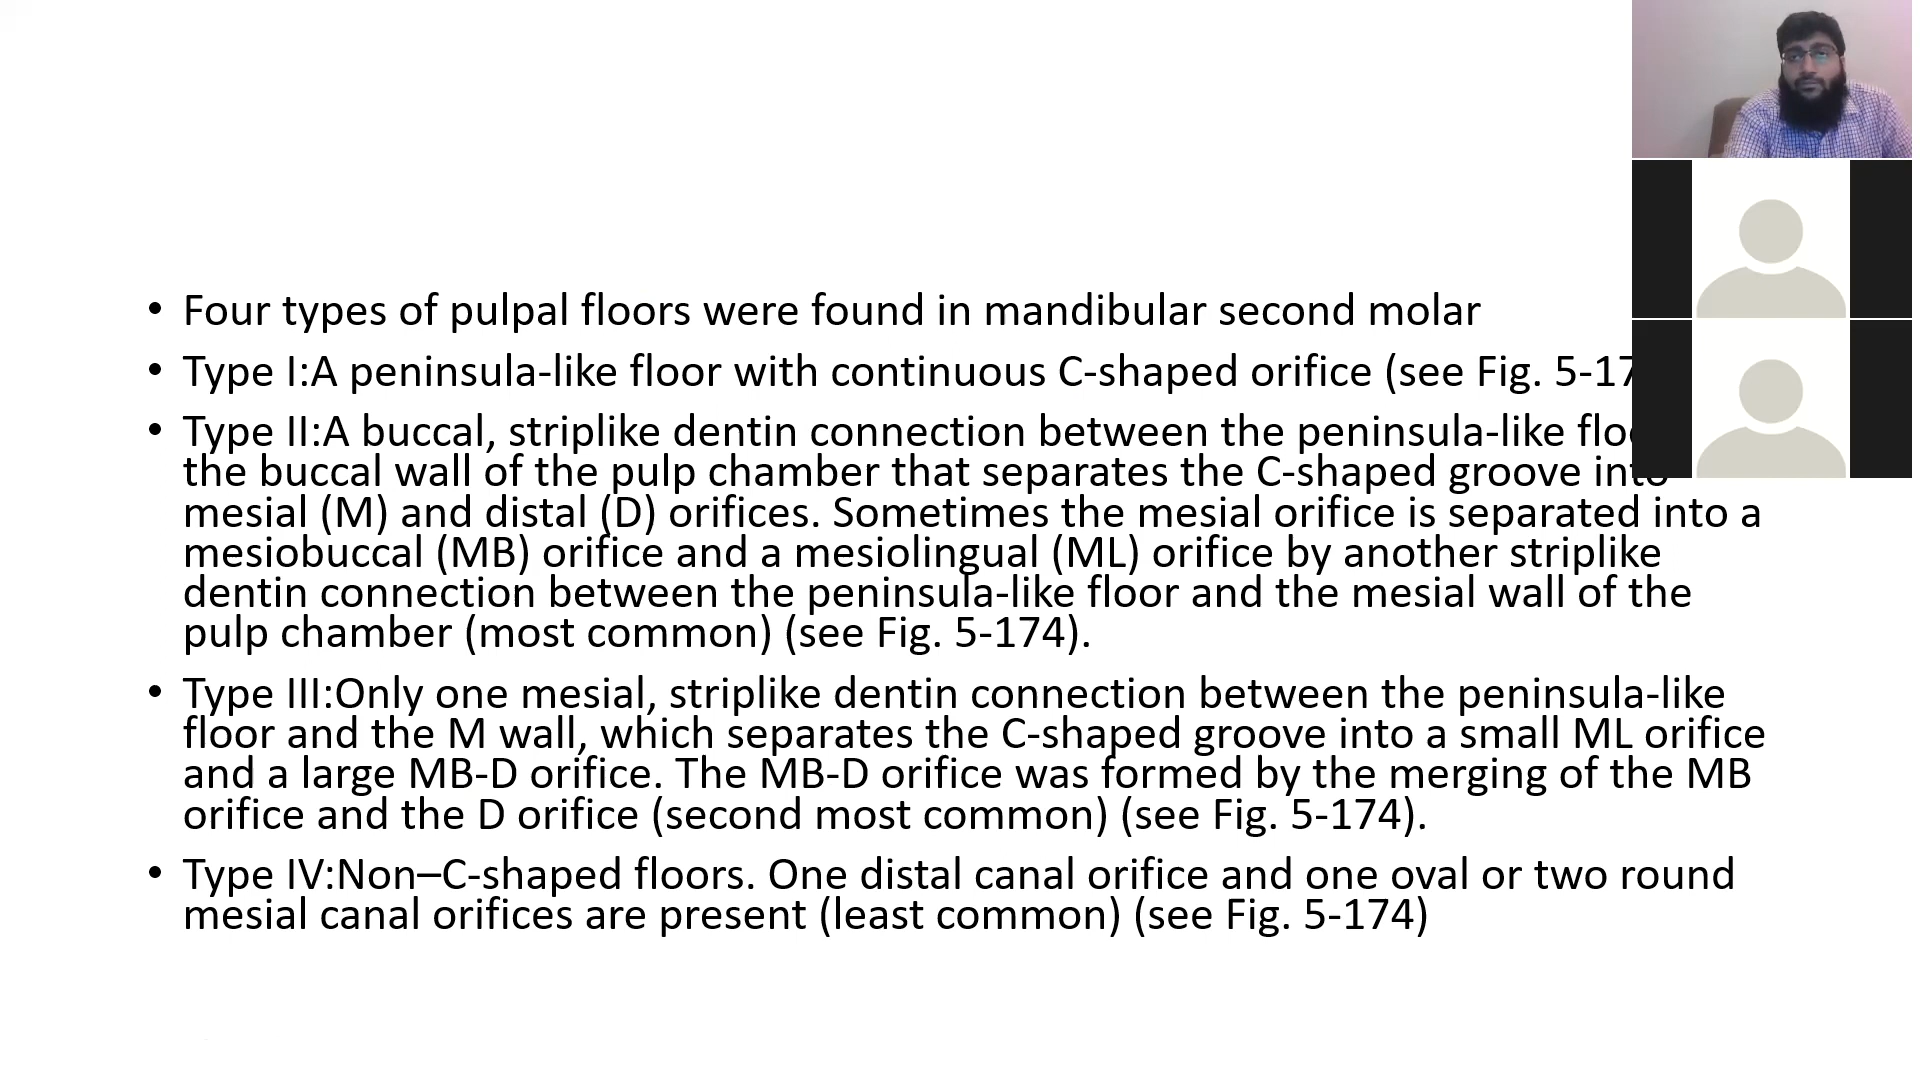 • Four types of pulpal floors were found in mandibular second molar
• Type I:A peninsula-like floor with continuous C-shaped orifice (see Fig. 5-17
• Type II:A buccal, striplike dentin connection between the peninsula-like
the buccal wall of the pulp chamber that separates the C-shaped groove into
mesial (M) and distal (D) orifices. Sometimes the mesial orifice is separated into a
mesiobuccal (MB) orifice and a mesiolingual (ML) orifice by another striplike
dentin connection between the peninsula-like floor and the mesial wall of the
pulp chamber (most common) (see Fig. 5-174).
• Type III:Only one mesial, striplike dentin connection between the peninsula-like
floor and the M wall, which separates the C-shaped groove into a small ML orifice
and a large MB-D orifice. The MB-D orifice was formed by the merging of the MB
orifice and the D orifice (second most common) (see Fig. 5-174).
• Type IV:Non–C-shaped floors. One distal canal orifice and one oval or two round
mesial canal orifices are present (least common) (see Fig. 5-174)